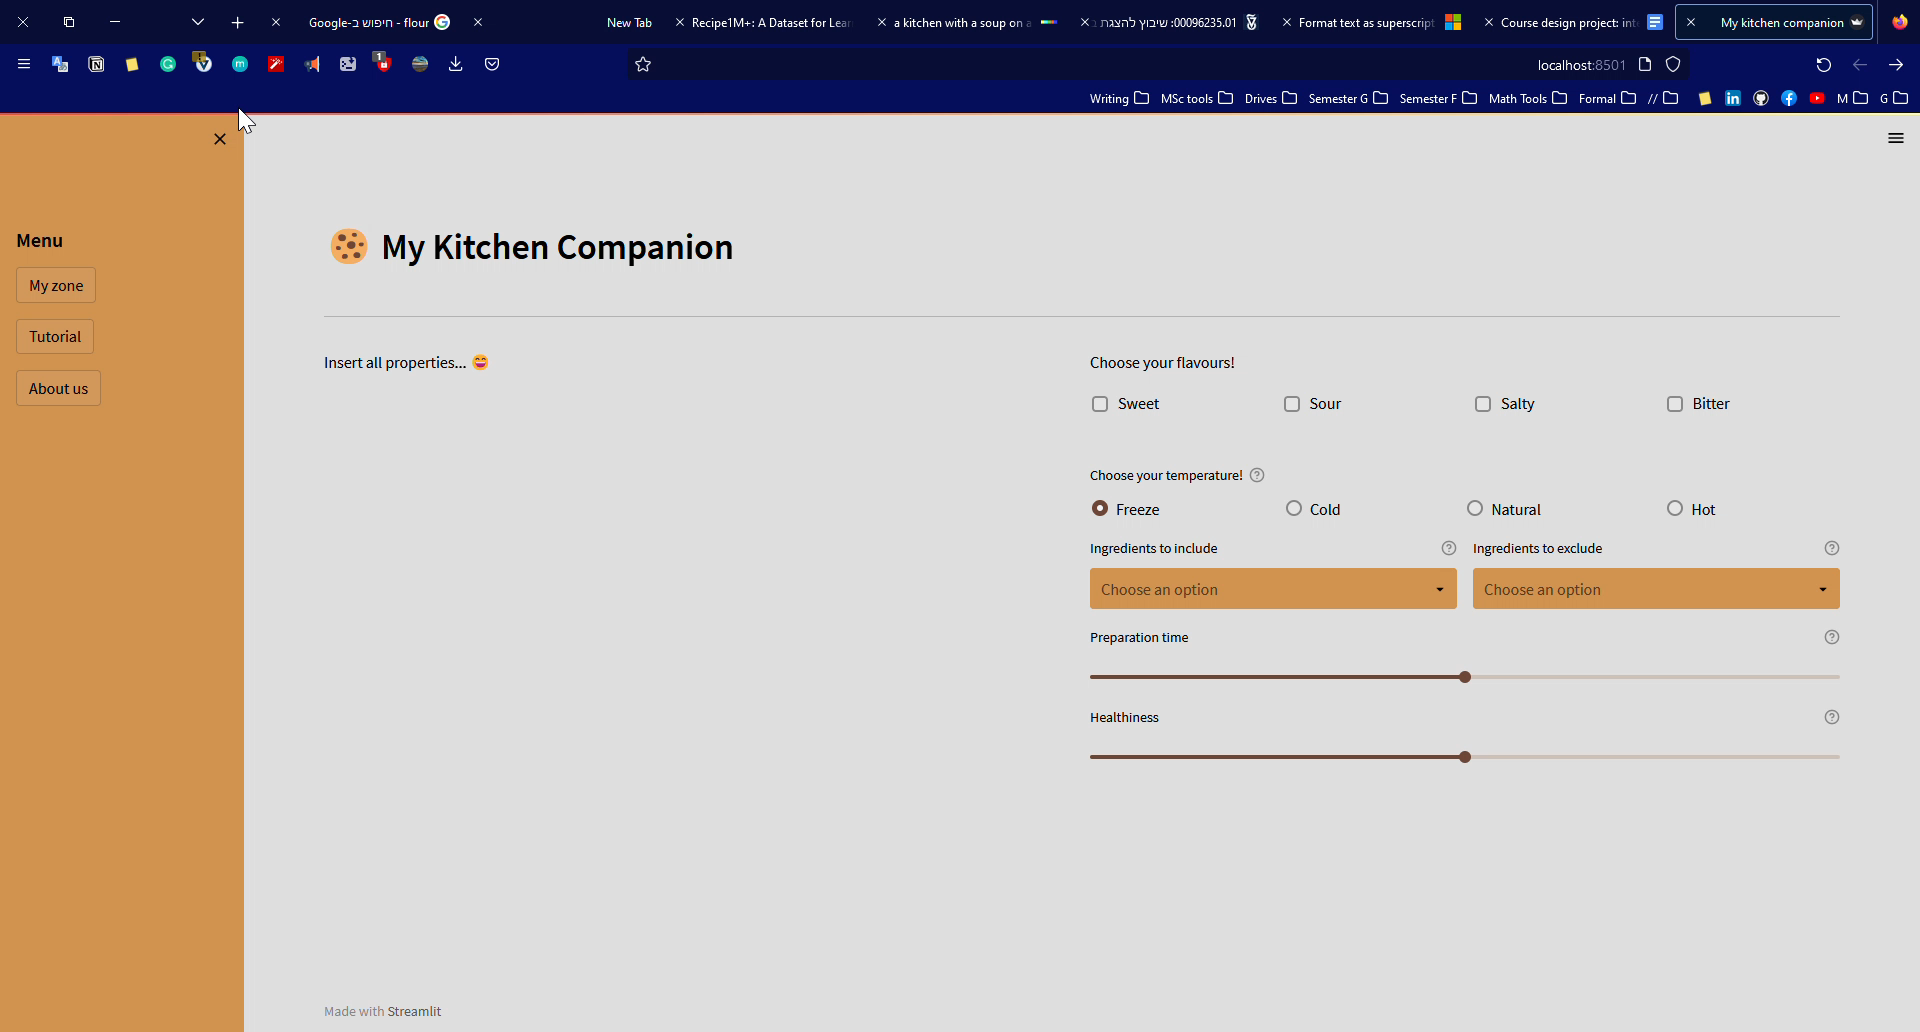 Google-חיפוש ב - flour
New Tab
Recipe1M+: A Dataset for Lear
a kitchen with a soup on a
00096235.01: שיבוץ להצגת ב
Format text as superscript
Course design project: int
My kitchen companion
1
localhost:8501
Writing
MSc tools
Drives
Semester G
Semester F
Math Tools
Formal
//
M
G
Menu
My zone
Tutorial
About us
My Kitchen Companion
Insert all properties... 😄
Choose your flavours!
Sweet
Sour
Salty
Bitter
Choose your temperature!
Freeze
Cold
Natural
Hot
Ingredients to include
Ingredients to exclude
Choose an option
Choose an option
Preparation time
Healthiness
Made with Streamlit